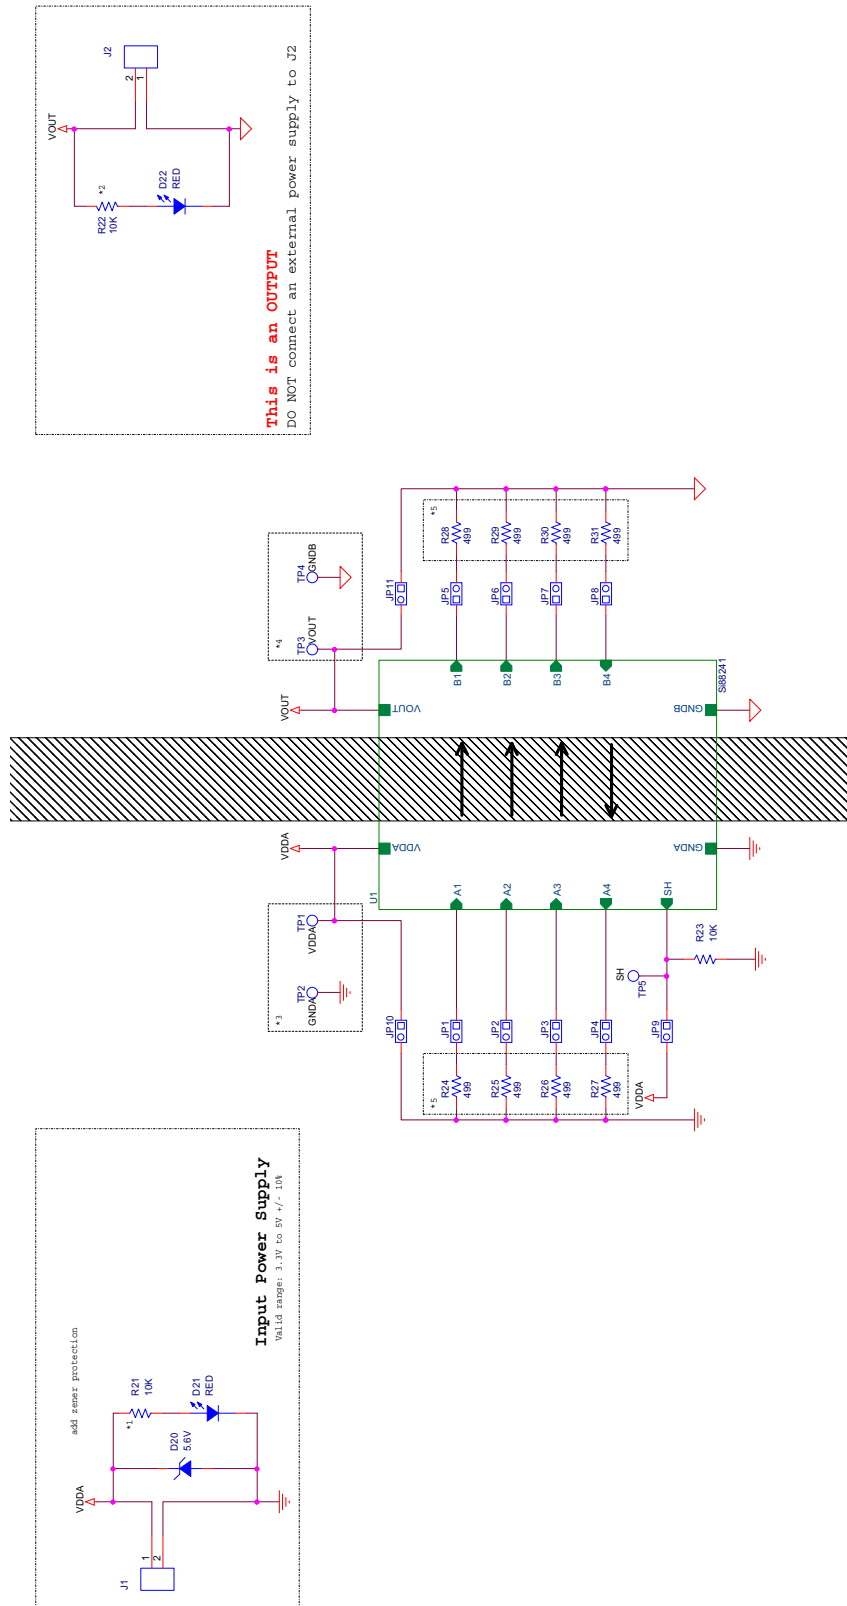 J1
1
2
VDDA
add zener protection
D20
5.6V
*1
R21
10K
D21
RED
Input Power Supply
Valid range: 3.3V to 5V +/- 10%
*3
TP2
GNDA
TP1
VDDA
VDDA
JP10
*5
R24
499
JP1
R25
499
JP2
R26
499
JP3
R27
499
JP4
VDDA
JP9
SH
TP5
R23
10K
U1
VDDA
A1
A2
A3
A4
SH
GNDA
VOUT
B1
B2
B3
B4
GNDB
Si88241
VOUT
*4
TP3
VOUT
TP4
GNDB
JP11
JP5
R28
499
JP6
R29
499
JP7
R30
499
JP8
R31
499
*5
VOUT
J2
2
1
R22
10K
*2
D22
RED
This is an OUTPUT
DO NOT connect an external power supply to J2